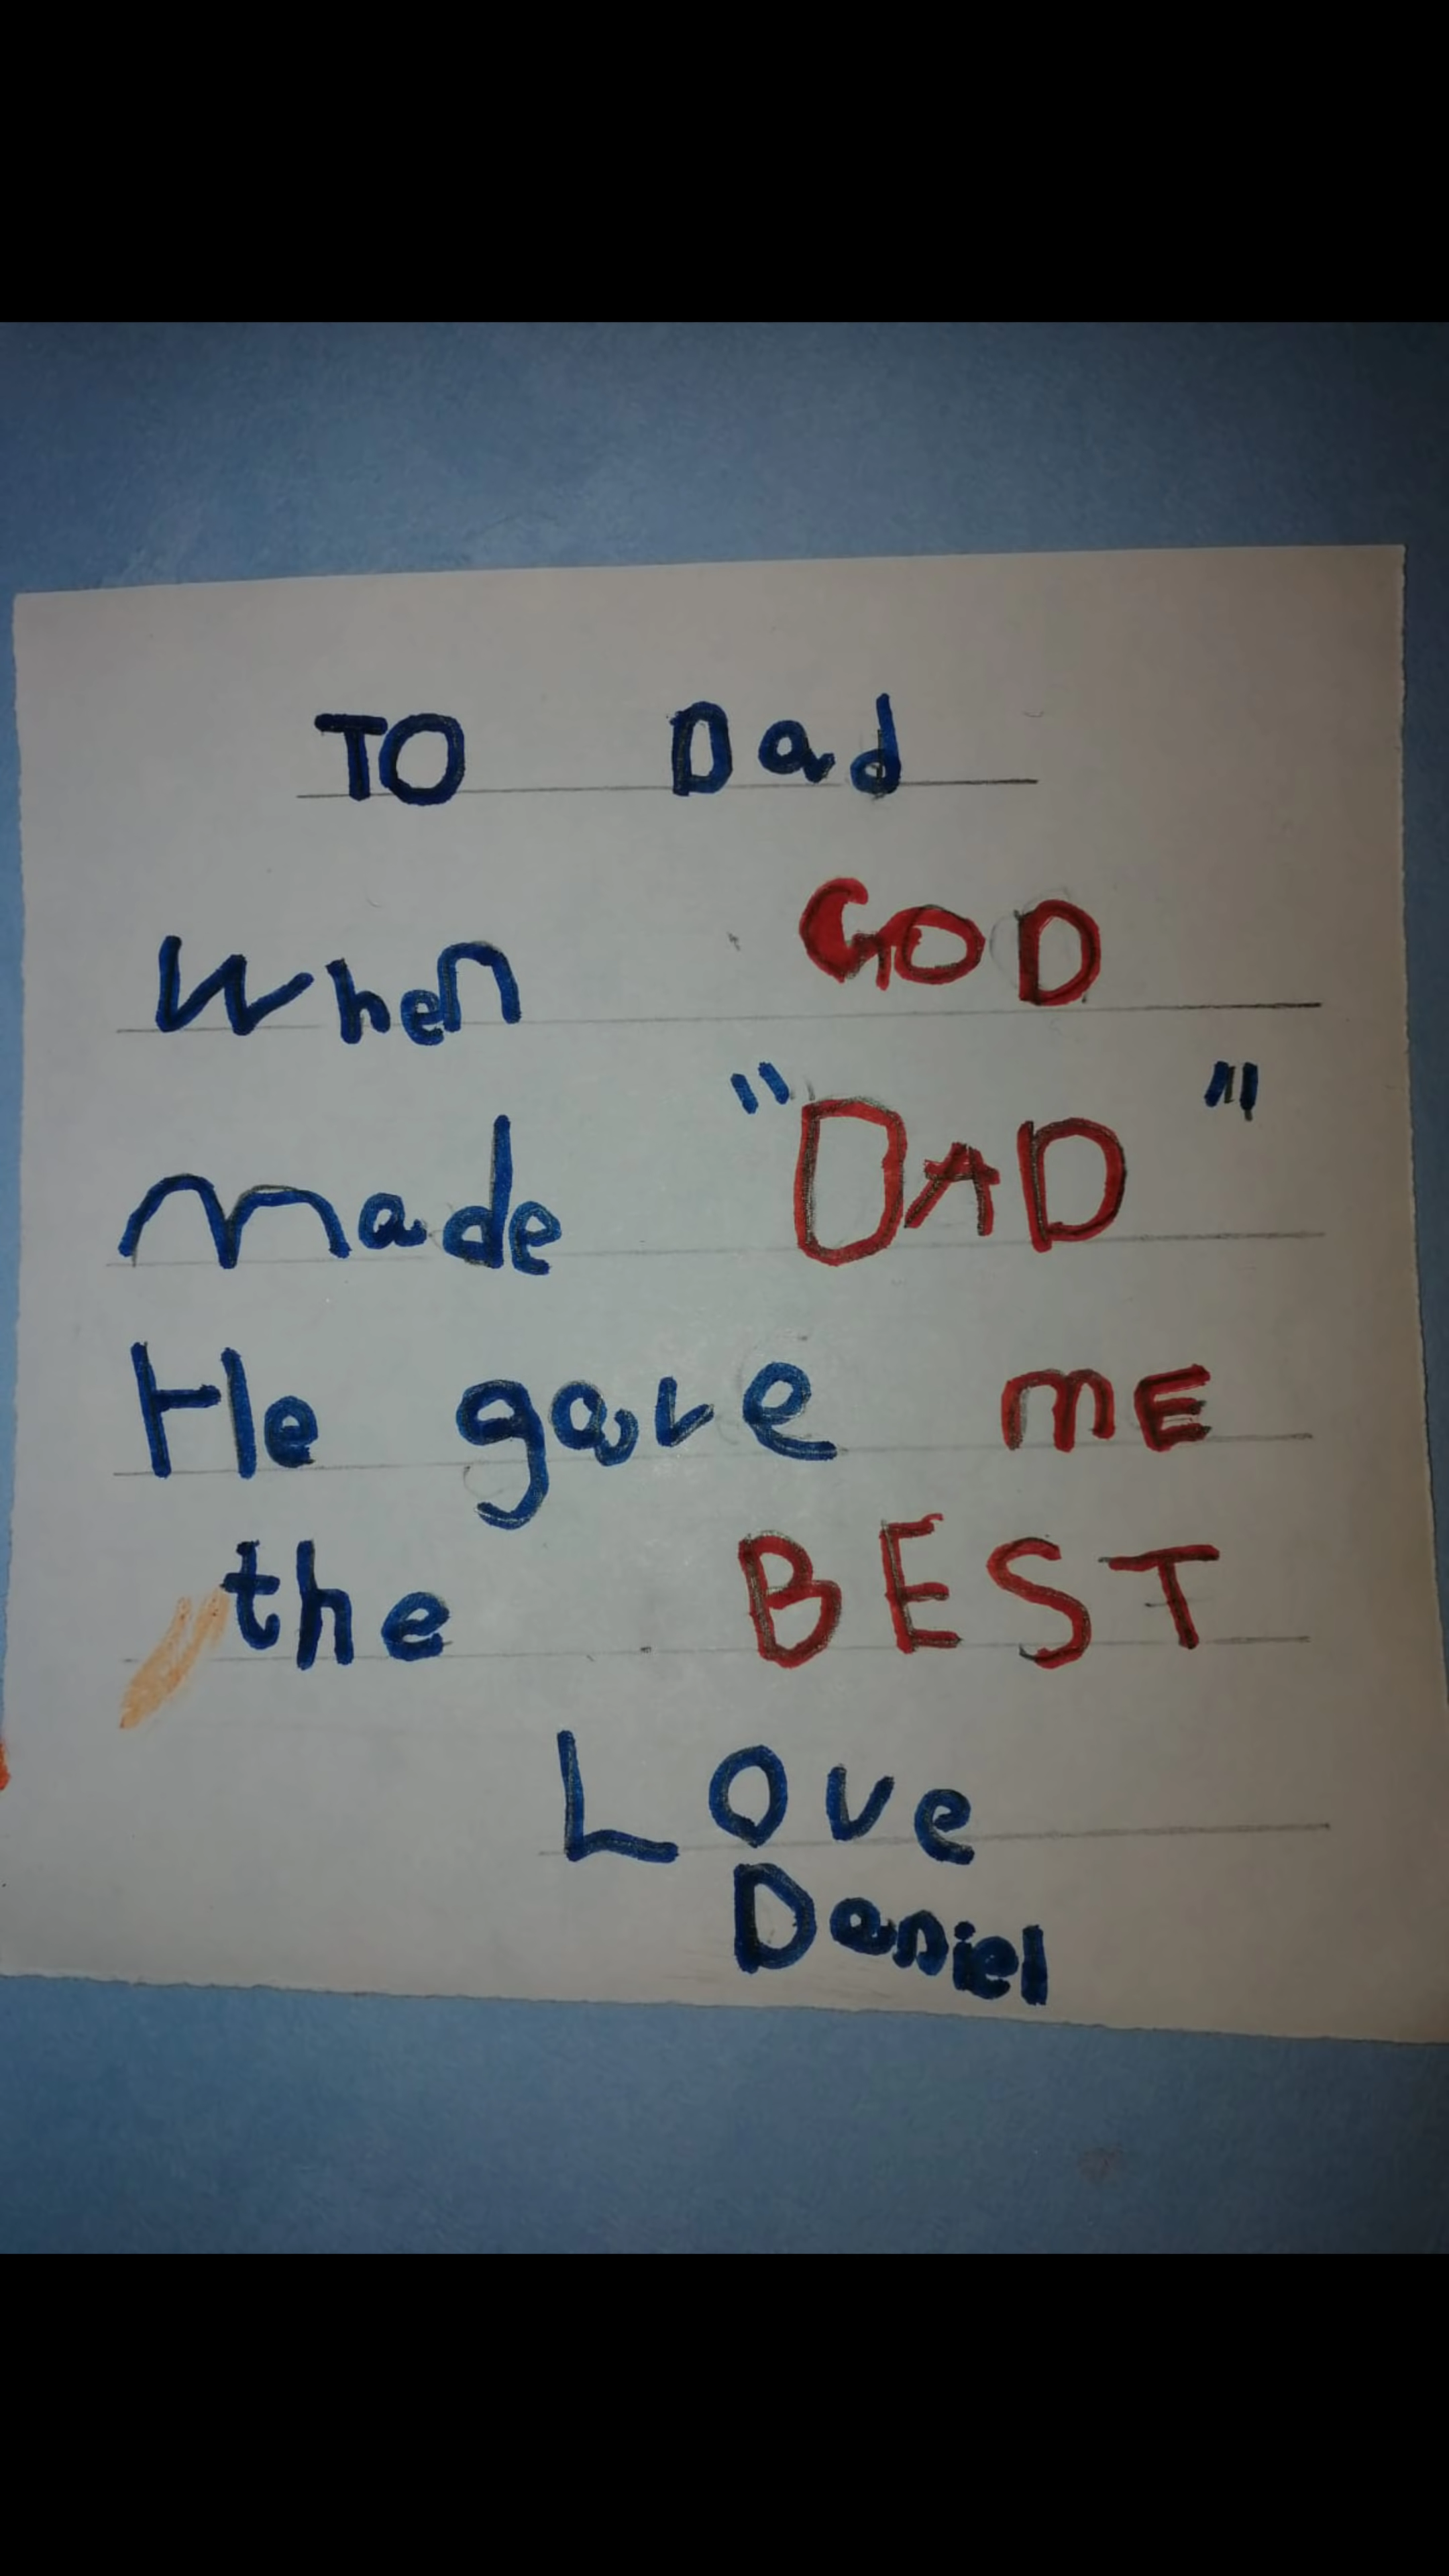 TO Dad
When GOD
made "DAD"
He gave ME
the BEST
Love
Daniel